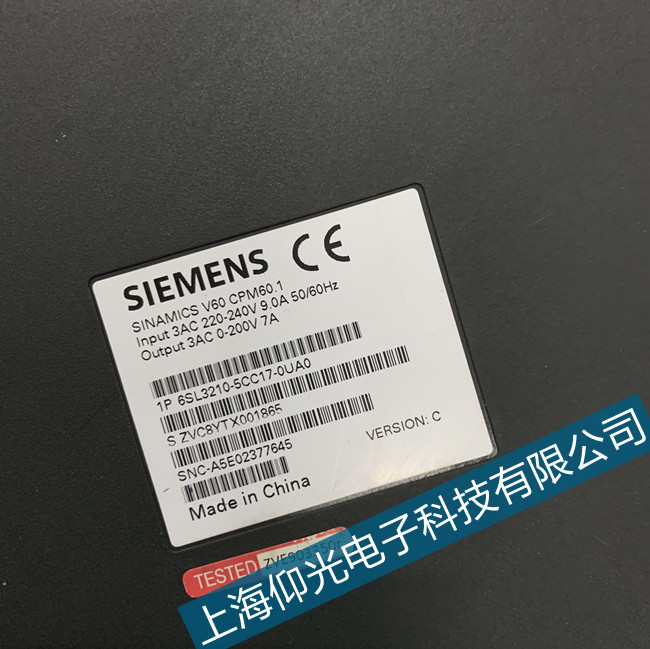 SIEMENS CE
SINAMICS V60 CPM60.1
Input 3AC 220-240V 9.0A 50/60Hz
Output 3AC 0-200V 7A
1P 6SL3210-5CC17-0UA0
S ZVC8YTX001865
SNC-A5E02377645
VERSION: C
Made in China
TESTED
上海仰光电子科技有限公司